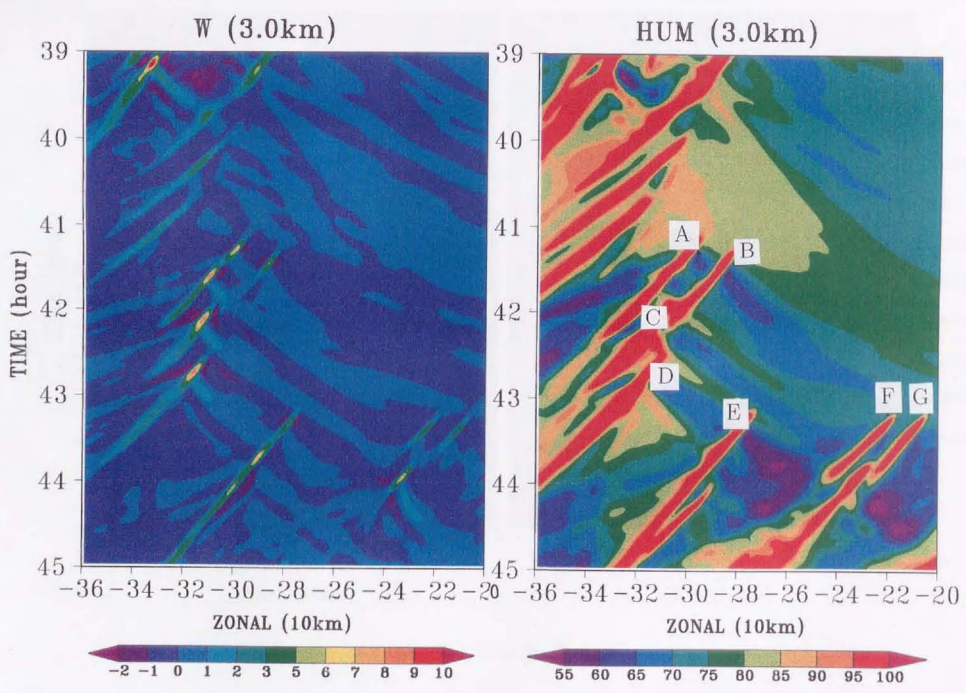 W (3.0km)
39
40
41
42
43
44
45
TIME (hour)
-36 -34 -32 -30 -28 -26 -24 -22 -20
ZONAL (10km)
-2 -1 0 1 2 3 5 6 7 8 9 10
HUM (3.0km)
39
40
41
42
43
44
45
A
B
C
D
E
F
G
-36 -34 -32 -30 -28 -26 -24 -22 -20
ZONAL (10km)
55 60 65 70 75 80 85 90 95 100